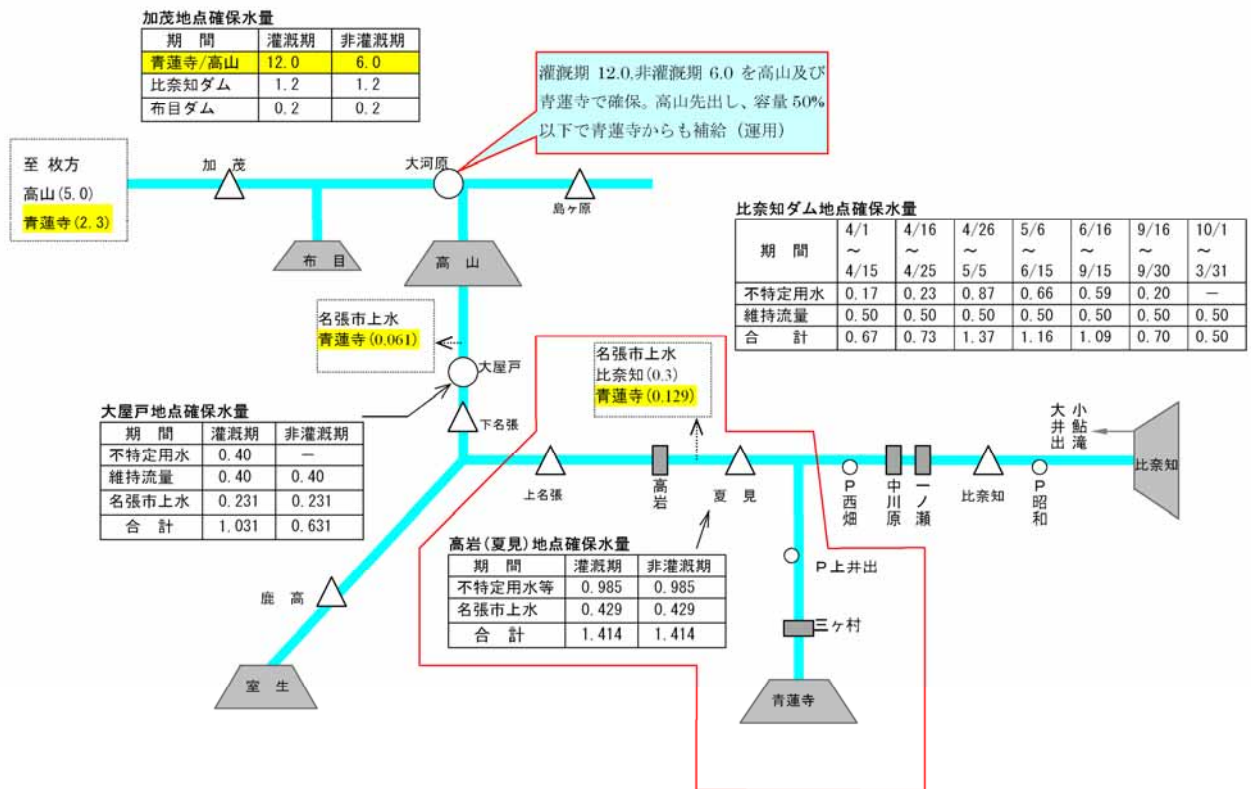 加茂地点確保水量
期 間 灌漑期 非灌漑期
青蓮寺/高山 12.0 6.0
比奈知ダム 1.2 1.2
布目ダム 0.2 0.2
灌漑期 12.0,非灌漑期 6.0 を高山及び
青蓮寺で確保。高山先出し、容量 50%
以下で青蓮寺からも補給（運用）
至 枚方
高山(5.0)
青蓮寺(2.3)
加 茂
大河原
島ヶ原
布 目
高 山
比奈知ダム地点確保水量
期 間 4/1～4/15 4/16～4/25 4/26～5/5 5/6～6/15 6/16～9/15 9/16～9/30 10/1～3/31
不特定用水 0.17 0.23 0.87 0.66 0.59 0.20 －
維持流量 0.50 0.50 0.50 0.50 0.50 0.50 0.50
合 計 0.67 0.73 1.37 1.16 1.09 0.70 0.50
名張市上水
青蓮寺(0.061)
大屋戸
名張市上水
比奈知(0.3)
青蓮寺(0.129)
大屋戸地点確保水量
期 間 灌漑期 非灌漑期
不特定用水 0.40 －
維持流量 0.40 0.40
名張市上水 0.231 0.231
合 計 1.031 0.631
下名張
上名張
高岩
夏 見
P西畑
中川原
一ノ瀬
比奈知
P昭和
小鮎滝
大井出
比奈知
高岩(夏見)地点確保水量
期 間 灌漑期 非灌漑期
不特定用水等 0.985 0.985
名張市上水 0.429 0.429
合 計 1.414 1.414
P上井出
三ケ村
鹿 高
室 生
青蓮寺